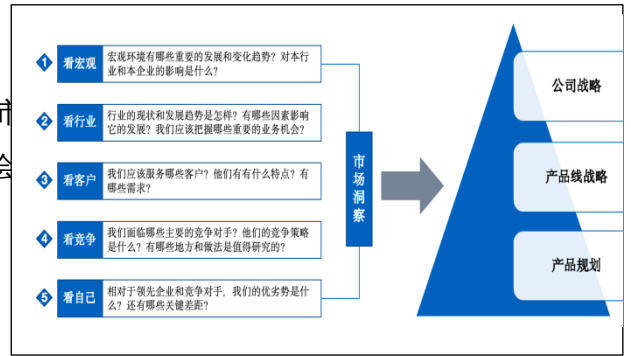 1
看宏观
宏观环境有哪些重要的发展和变化趋势？对本行
业和本企业的影响是什么？
2
看行业
行业的现状和发展趋势是怎样？有哪些因素影响
它的发展？我们应该把握哪些重要的业务机会？
3
看客户
我们应该服务哪些客户？他们有有什么特点？有
哪些需求？
4
看竞争
我们面临哪些主要的竞争对手？他们的竞争策略
是什么？有哪些地方和做法是值得研究的？
5
看自己
相对于领先企业和竞争对手，我们的优劣势是什
么？还有哪些关键差距？
市场洞察
公司战略
产品线战略
产品规划